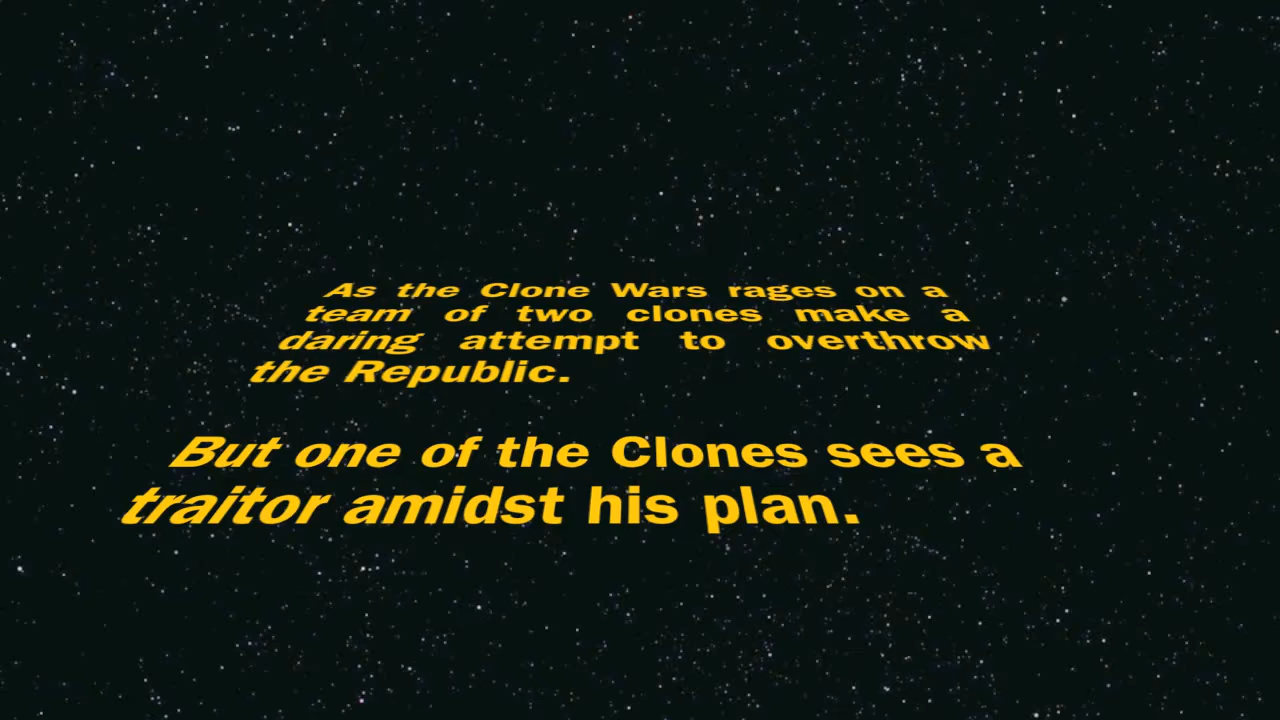 As the Clone Wars rages on a
team of two clones make a
daring attempt to overthrow
the Republic.
But one of the Clones sees a
traitor amidst his plan.